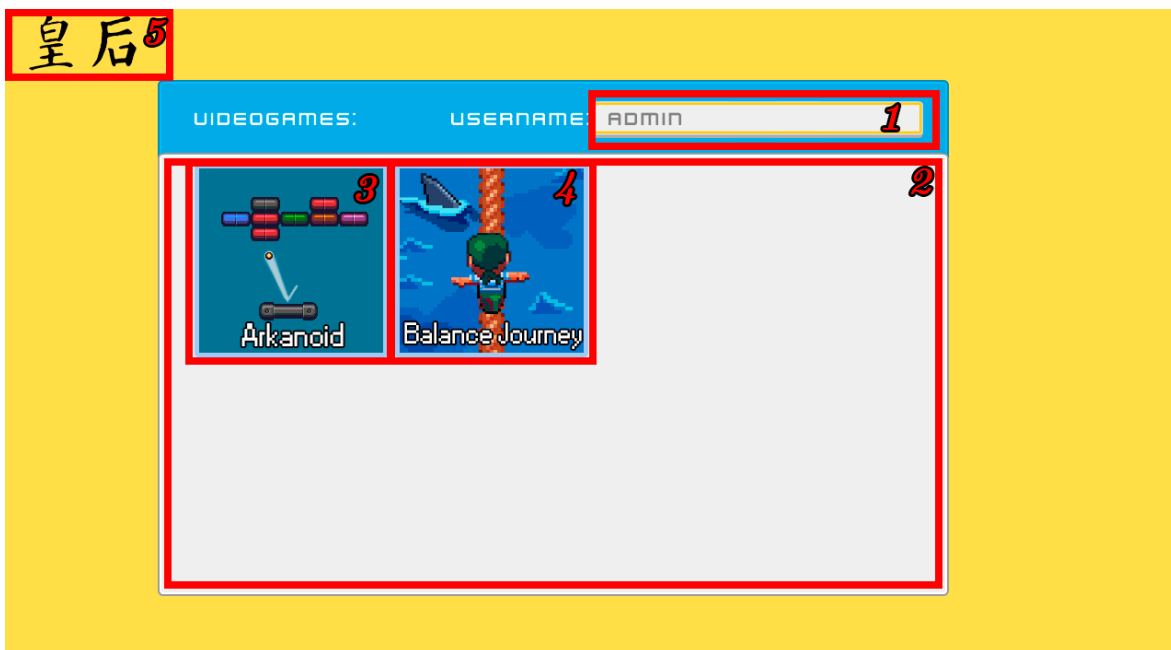 皇后 5
VIDEOGAMES: USERNAME: ADMIN 1
2
3
4
Arkanoid
Balance Journey